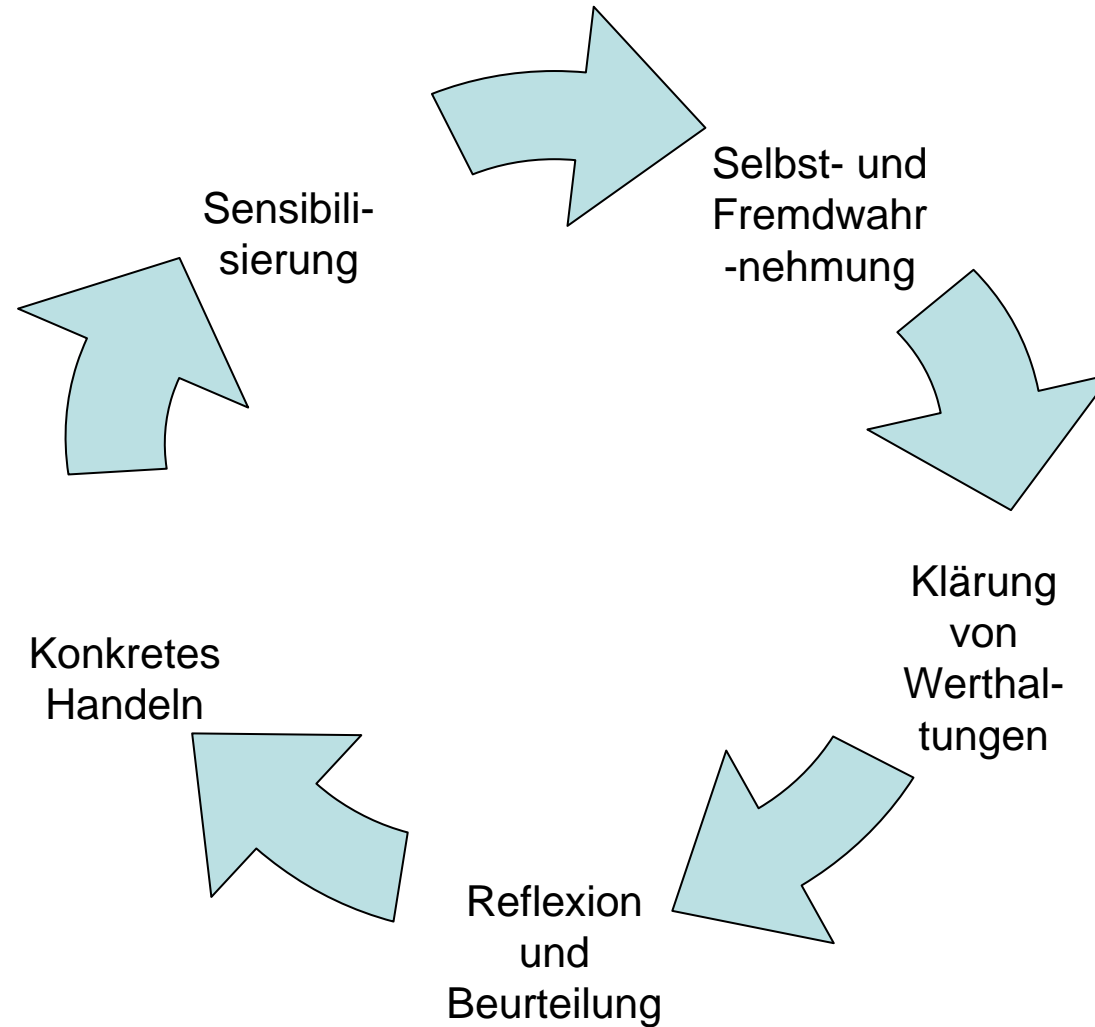 Sensibili-
sierung
Selbst- und
Fremdwahr
-nehmung
Klärung
von
Werthal-
tungen
Reflexion
und
Beurteilung
Konkretes
Handeln